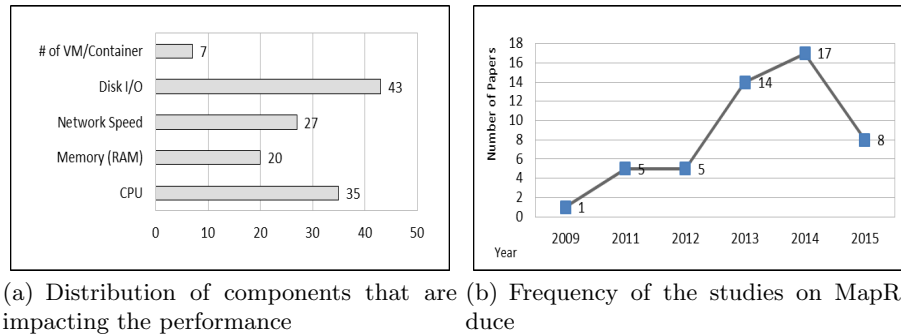 # of VM/Container
7
Disk I/O
43
Network Speed
27
Memory (RAM)
20
CPU
35
0 10 20 30 40 50
Number of Papers
18
16
14
12
10
8
6
4
2
0
1
5
5
14
17
8
2009 2011 2012 2013 2014 2015
Year
(a) Distribution of components that are
impacting the performance
(b) Frequency of the studies on MapR
duce